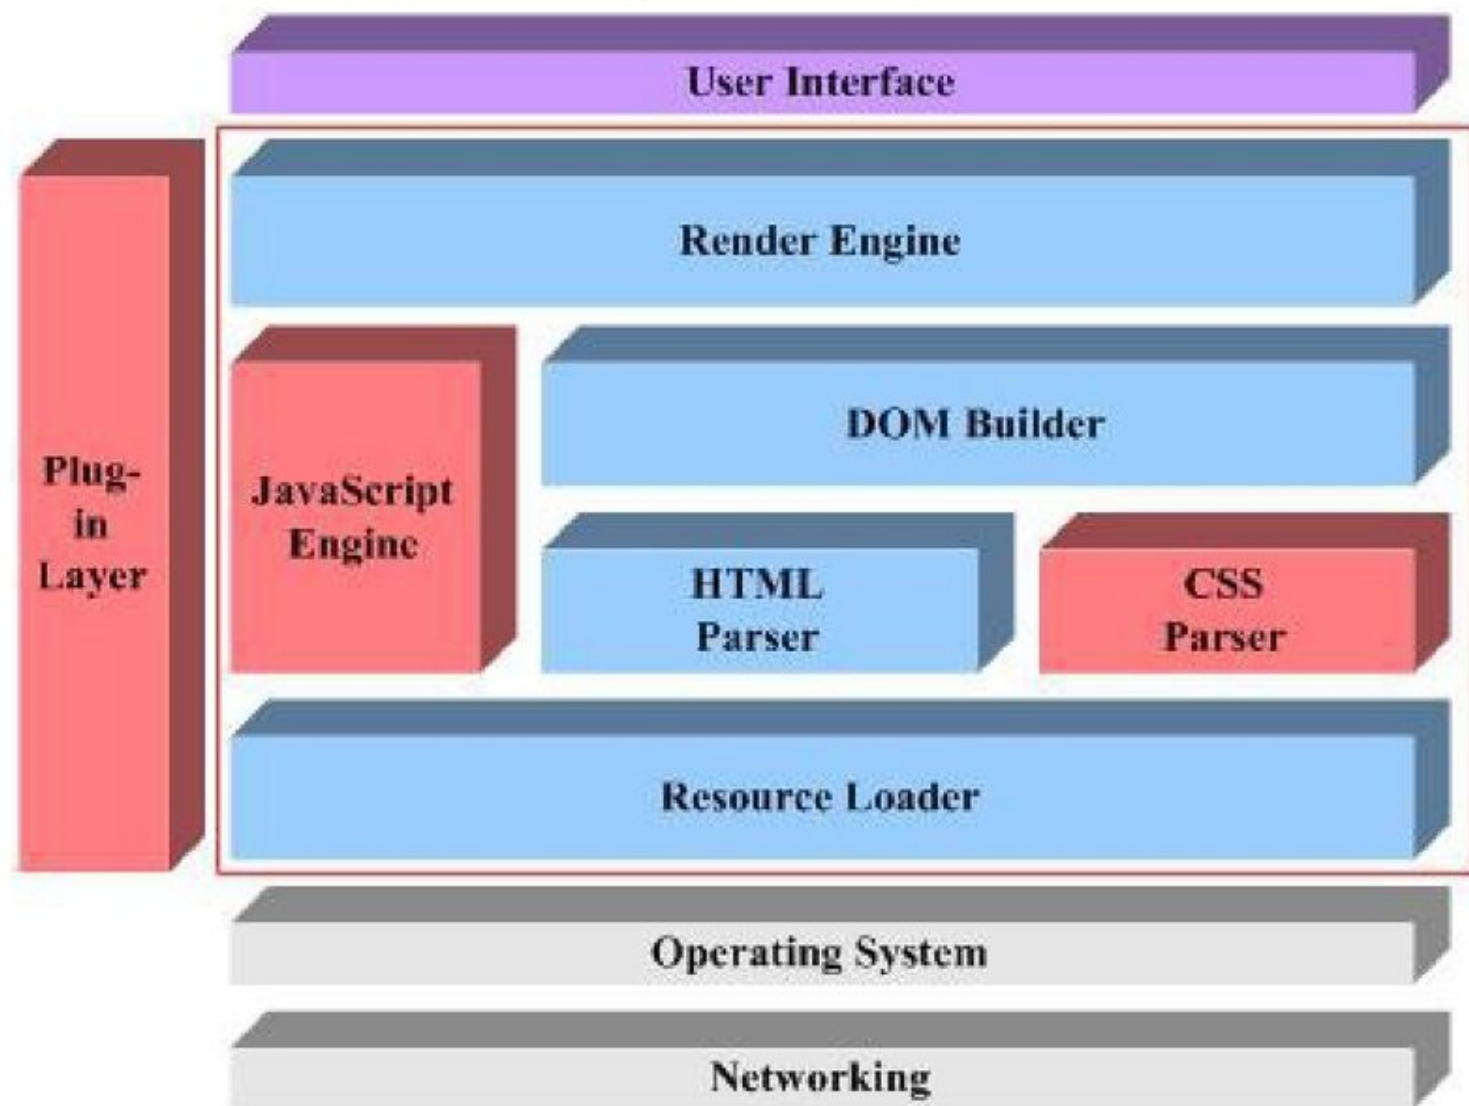 User Interface
Render Engine
Plug-
in
Layer
JavaScript
Engine
DOM Builder
HTML
Parser
CSS
Parser
Resource Loader
Operating System
Networking